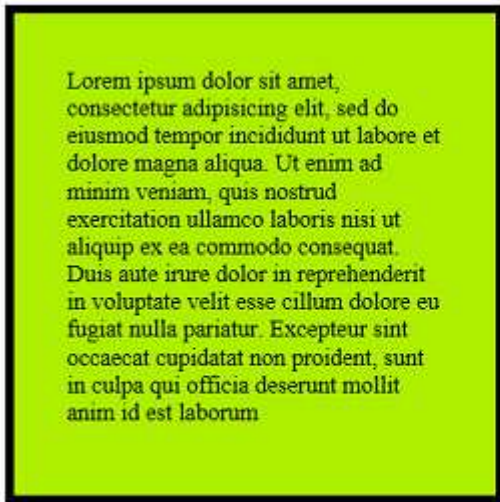 Lorem ipsum dolor sit amet,
consectetur adipisicing elit, sed do
eiusmod tempor incididunt ut labore et
dolore magna aliqua. Ut enim ad
minim veniam, quis nostrud
exercitation ullamco laboris nisi ut
aliquip ex ea commodo consequat.
Duis aute irure dolor in reprehenderit
in voluptate velit esse cillum dolore eu
fugiat nulla pariatur. Excepteur sint
occaecat cupidatat non proident, sunt
in culpa qui officia deserunt mollit
anim id est laborum